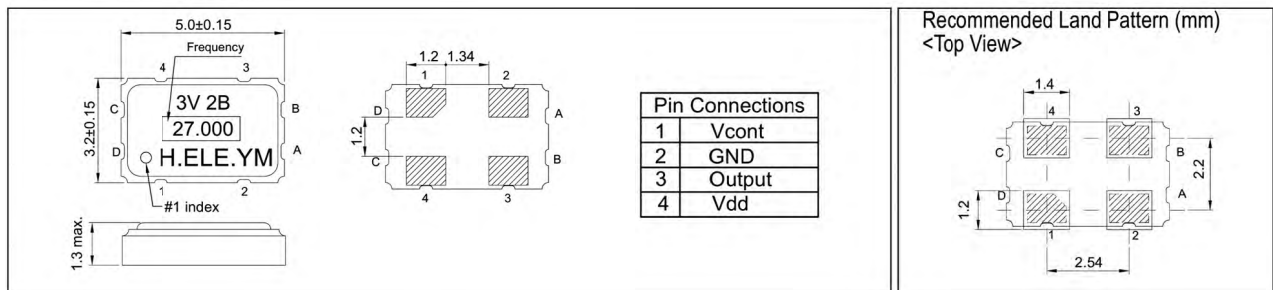 5.0±0.15
Frequency
4 3
3V 2B
27.000
H.ELE.YM
C
D
B
A
3.2±0.15
1 2
#1 index
1.3 max.
1.2 1.34
1 2
D
C
A
B
1.2
4 3
Pin Connections
1 Vcont
2 GND
3 Output
4 Vdd
Recommended Land Pattern (mm)
<Top View>
1.4
4 3
C
D
B
A
2.2
1.2
1 2
2.54